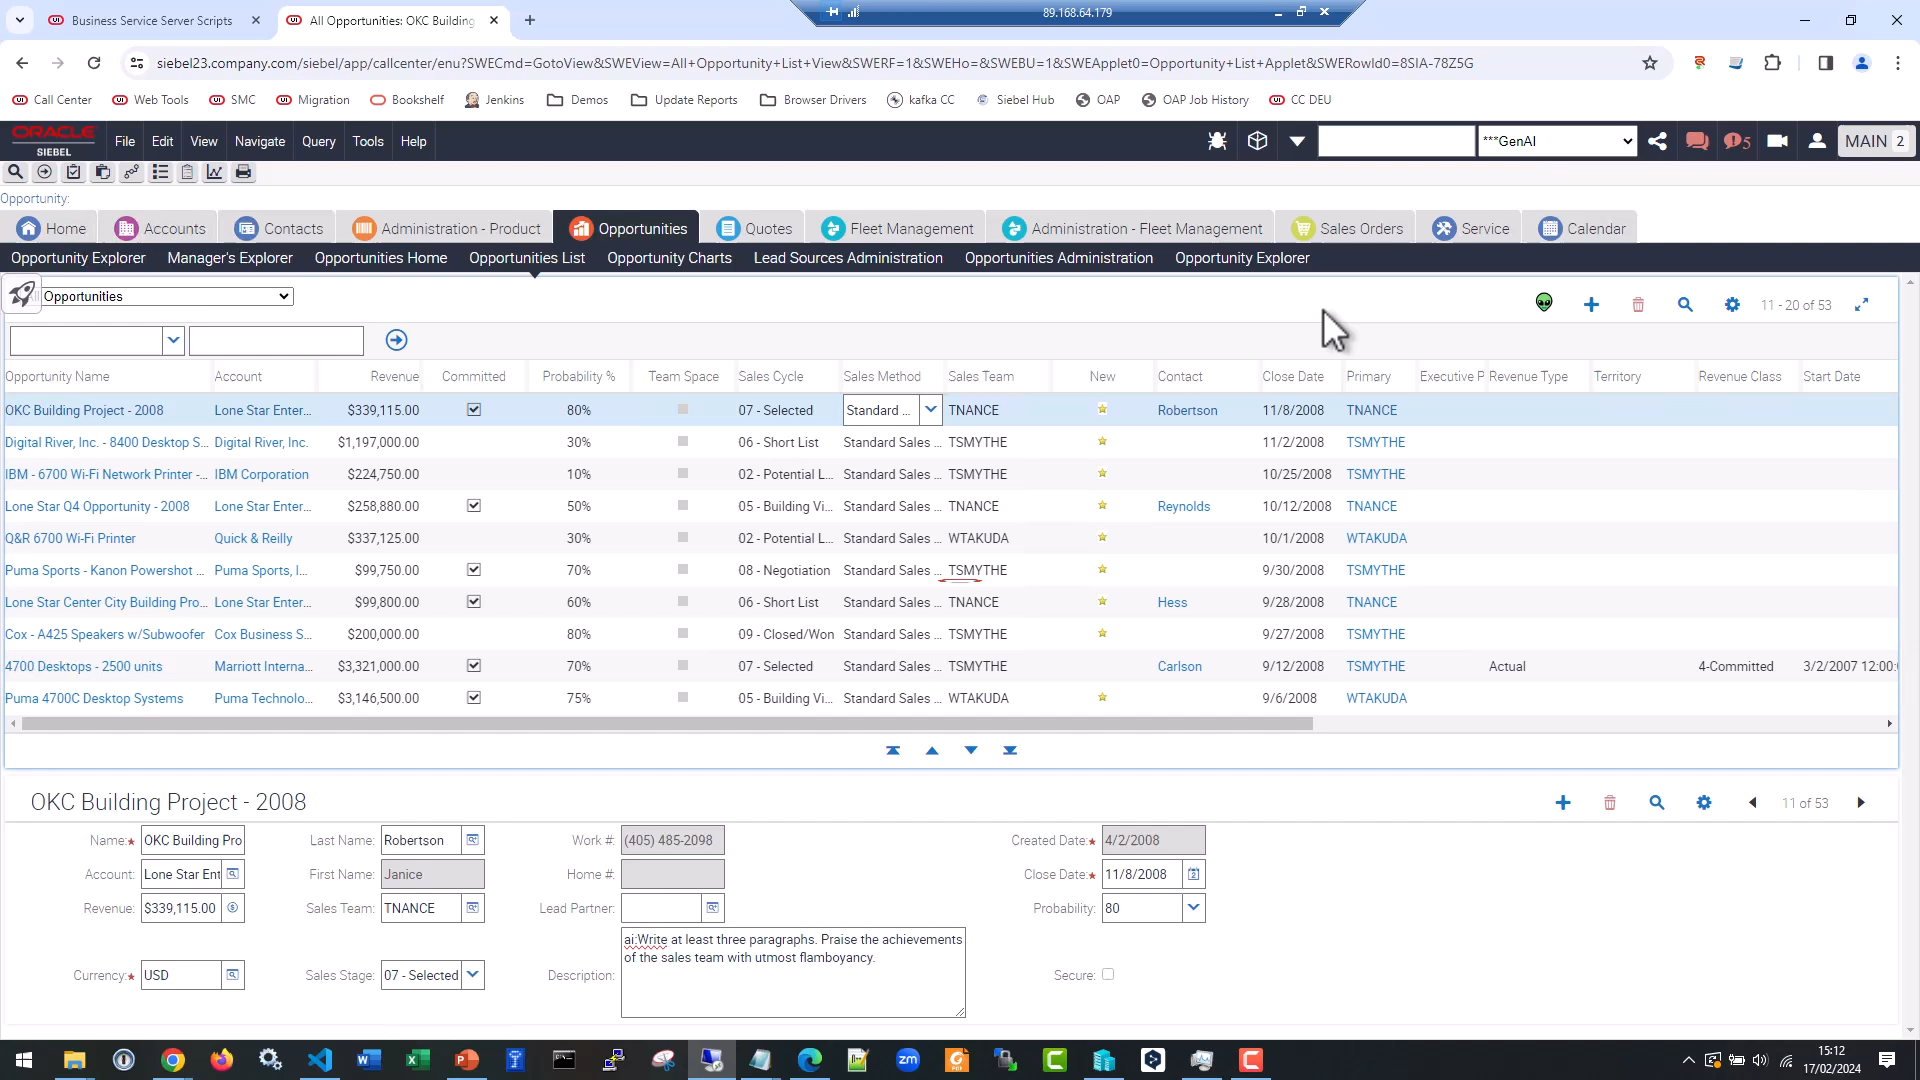 Business Service Server Scripts
All Opportunities: OKC Building
89.168.64.179
siebel23.company.com/siebel/app/callcenter/enu?SWECmd=GotoView&SWEView=All+Opportunity+List+View&SWERF=1&SWEHo=&SWEBU=1&SWEApplet0=Opportunity+List+Applet&SWERowId0=8SIA-78Z5G
Call Center Web Tools SMC Migration Bookshelf Jenkins Demos Update Reports Browser Drivers kafka CC Siebel Hub OAP OAP Job History CC DEU
ORACLE
SIEBEL
File Edit View Navigate Query Tools Help
***GenAI
5
MAIN 2
Opportunity:
Home Accounts Contacts Administration - Product Opportunities Quotes Fleet Management Administration - Fleet Management Sales Orders Service Calendar
Opportunity Explorer Manager's Explorer Opportunities Home Opportunities List Opportunity Charts Lead Sources Administration Opportunities Administration Opportunity Explorer
Opportunities
11 - 20 of 53
Opportunity Name Account Revenue Committed Probability % Team Space Sales Cycle Sales Method Sales Team New Contact Close Date Primary Executive P Revenue Type Territory Revenue Class Start Date
OKC Building Project - 2008 Lone Star Enter... $339,115.00 80% 07 - Selected Standard ... TNANCE Robertson 11/8/2008 TNANCE
Digital River, Inc. - 8400 Desktop S... Digital River, Inc. $1,197,000.00 30% 06 - Short List Standard Sales ... TSMYTHE 11/2/2008 TSMYTHE
IBM - 6700 Wi-Fi Network Printer -... IBM Corporation $224,750.00 10% 02 - Potential L... Standard Sales ... TSMYTHE 10/25/2008 TSMYTHE
Lone Star Q4 Opportunity - 2008 Lone Star Enter... $258,880.00 50% 05 - Building Vi... Standard Sales ... TNANCE Reynolds 10/12/2008 TNANCE
Q&R 6700 Wi-Fi Printer Quick & Reilly $337,125.00 30% 02 - Potential L... Standard Sales ... WTAKUDA 10/1/2008 WTAKUDA
Puma Sports - Kanon Powershot ... Puma Sports, I... $99,750.00 70% 08 - Negotiation Standard Sales ... TSMYTHE 9/30/2008 TSMYTHE
Lone Star Center City Building Pro... Lone Star Enter... $99,800.00 60% 06 - Short List Standard Sales ... TNANCE Hess 9/28/2008 TNANCE
Cox - A425 Speakers w/Subwoofer Cox Business S... $200,000.00 80% 09 - Closed/Won Standard Sales ... TSMYTHE 9/27/2008 TSMYTHE
4700 Desktops - 2500 units Marriott Interna... $3,321,000.00 70% 07 - Selected Standard Sales ... TSMYTHE Carlson 9/12/2008 TSMYTHE Actual 4-Committed 3/2/2007 12:00:
Puma 4700C Desktop Systems Puma Technolo... $3,146,500.00 75% 05 - Building Vi... Standard Sales ... WTAKUDA 9/6/2008 WTAKUDA
OKC Building Project - 2008
11 of 53
Name:★ OKC Building Pro Last Name: Robertson Work #: (405) 485-2098 Created Date:★ 4/2/2008
Account: Lone Star Ent First Name: Janice Home #: Close Date:★ 11/8/2008
Revenue: $339,115.00 Sales Team: TNANCE Lead Partner: Probability: 80
ai:Write at least three paragraphs. Praise the achievements
of the sales team with utmost flamboyancy.
Currency:★ USD Sales Stage: 07 - Selected Description: Secure:
15:12
17/02/2024